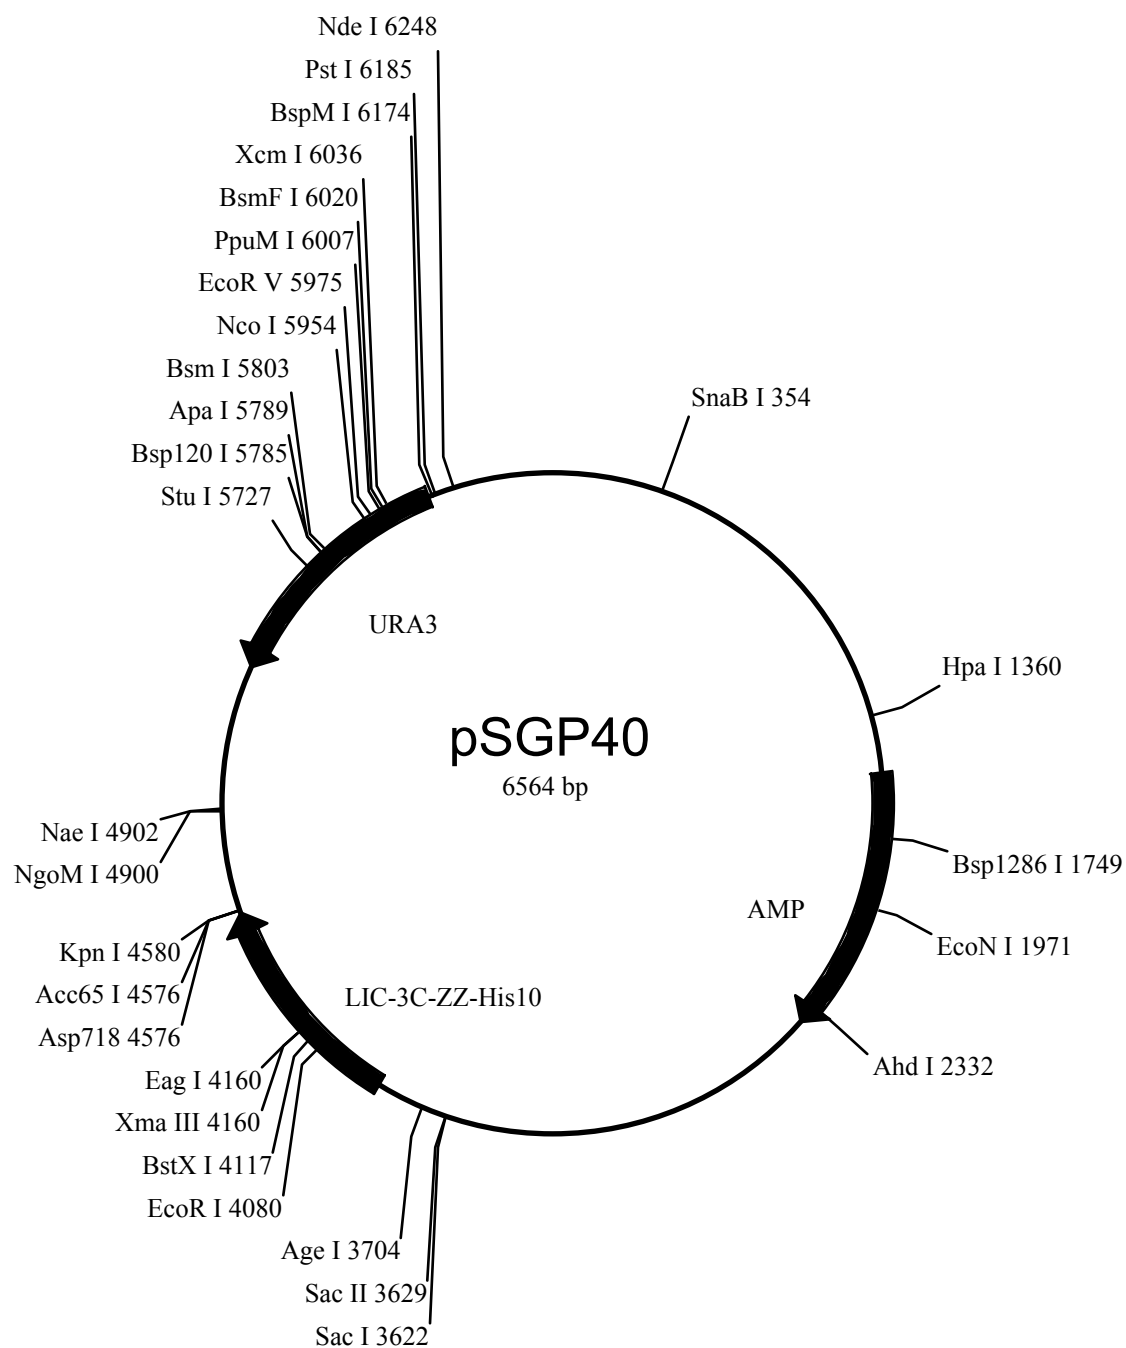 Nde I 6248
Pst I 6185
BspM I 6174
Xcm I 6036
BsmF I 6020
PpuM I 6007
EcoR V 5975
Nco I 5954
Bsm I 5803
Apa I 5789
Bsp120 I 5785
Stu I 5727
SnaB I 354
Hpa I 1360
URA3
pSGP40
6564 bp
Nae I 4902
NgoM I 4900
Bsp1286 I 1749
AMP
EcoN I 1971
Kpn I 4580
Acc65 I 4576
Asp718 4576
LIC-3C-ZZ-His10
Ahd I 2332
Eag I 4160
Xma III 4160
BstX I 4117
EcoR I 4080
Age I 3704
Sac II 3629
Sac I 3622